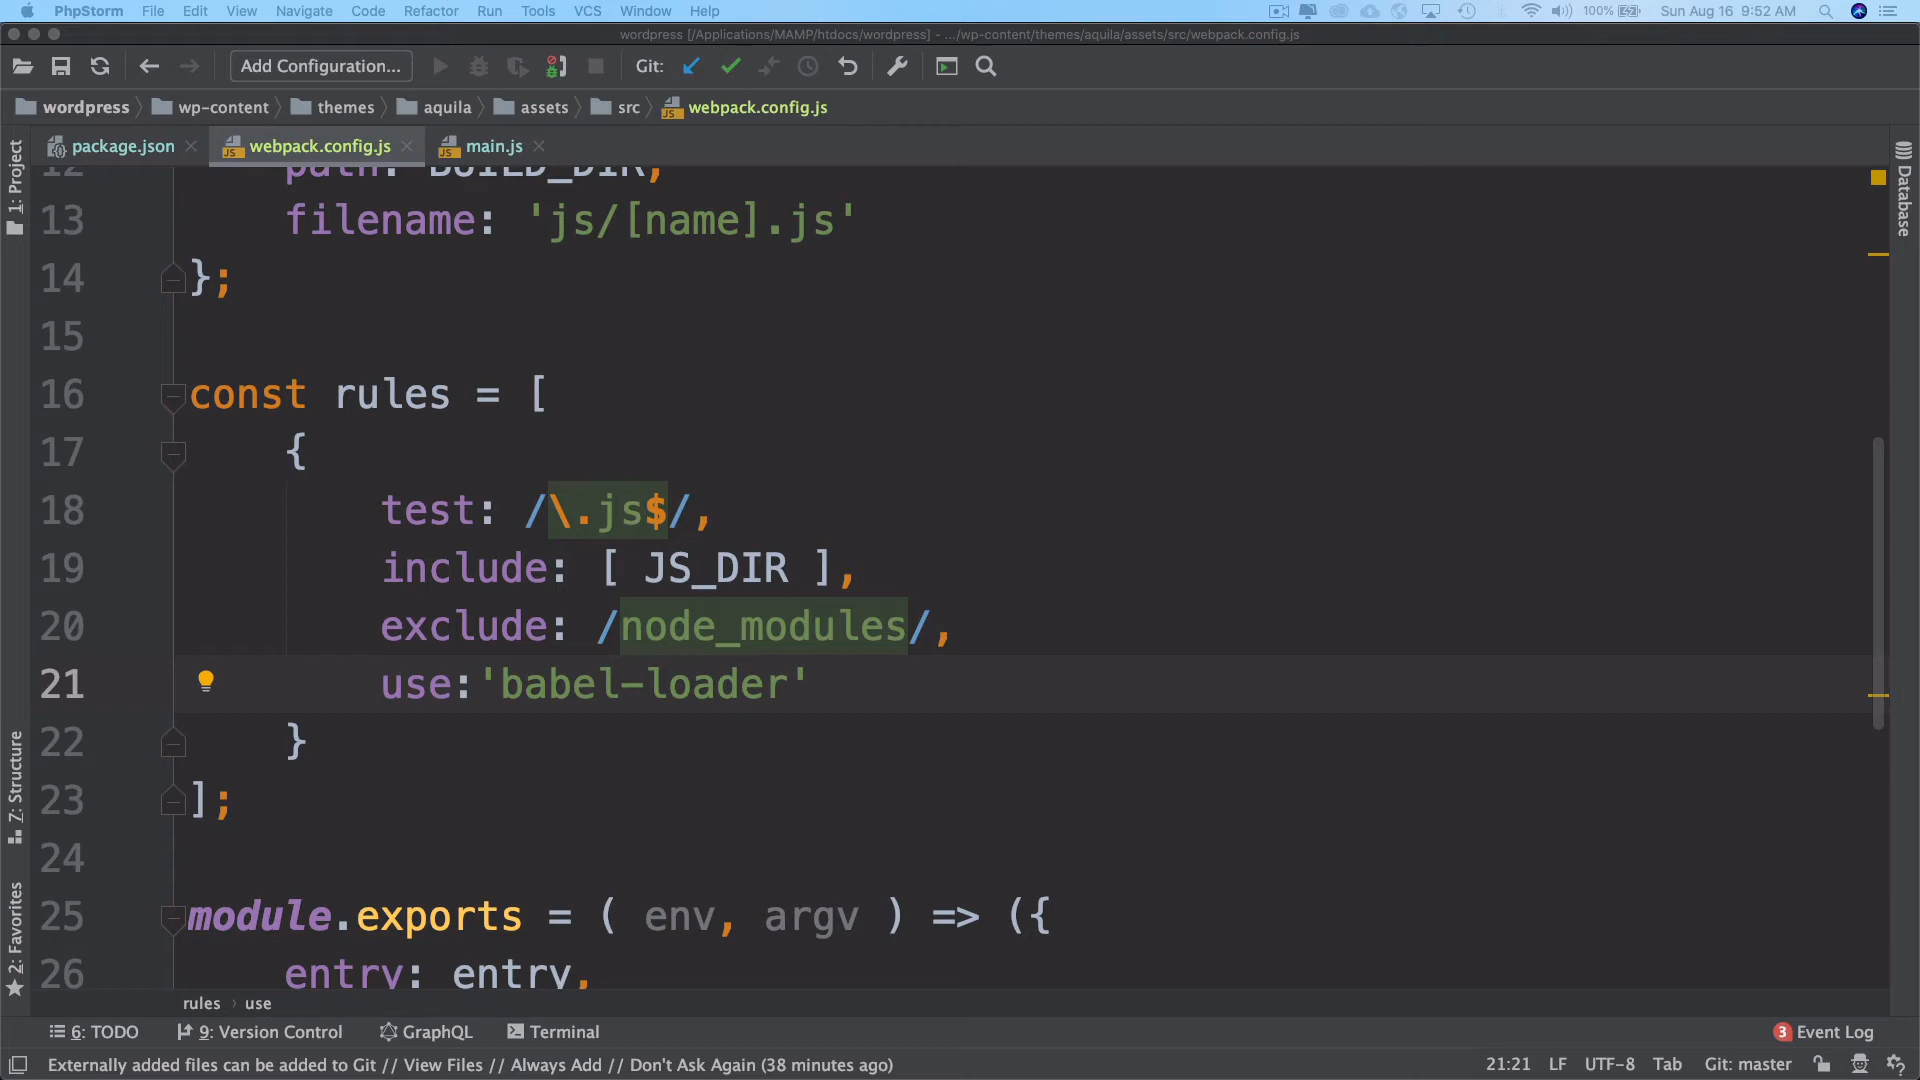 PhpStorm File Edit View Navigate Code Refactor Run Tools VCS Window Help 100% Sun Aug 16 9:52 AM
wordpress [/Applications/MAMP/htdocs/wordpress] - .../wp-content/themes/aquila/assets/src/webpack.config.js
Add Configuration... Git:
wordpress wp-content themes aquila assets src webpack.config.js
package.json webpack.config.js main.js
1: Project
Database
7: Structure
2: Favorites
12 path: BUILD_DIR,
13 filename: 'js/[name].js'
14 };
15
16 const rules = [
17 {
18 test: /\.js$/,
19 include: [ JS_DIR ],
20 exclude: /node_modules/,
21 use:'babel-loader'
22 }
23 ];
24
25 module.exports = ( env, argv ) => ({
26 entry: entry,
rules › use
6: TODO 9: Version Control GraphQL Terminal 3 Event Log
Externally added files can be added to Git // View Files // Always Add // Don't Ask Again (38 minutes ago) 21:21 LF UTF-8 Tab Git: master